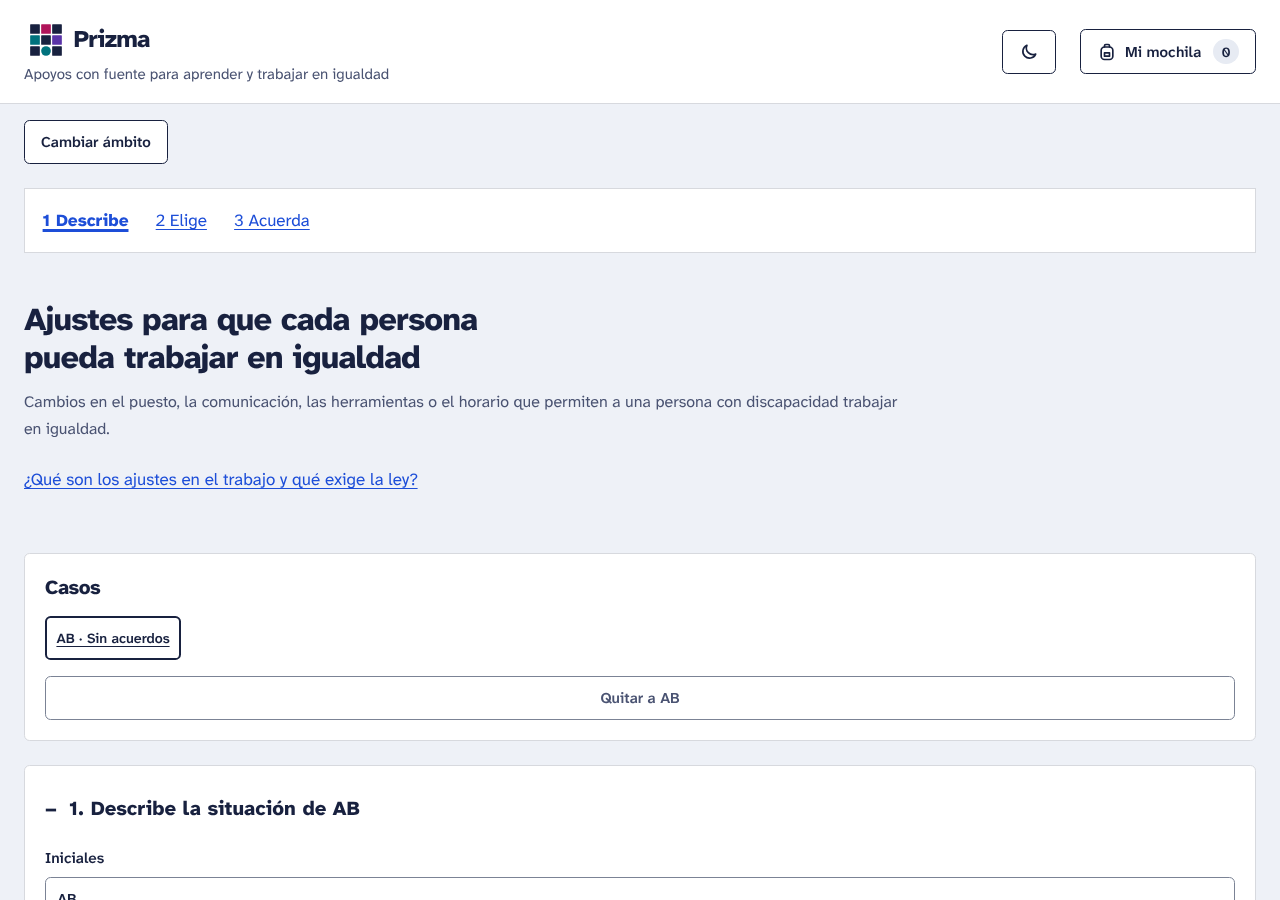 Prizma
Apoyos con fuente para aprender y trabajar en igualdad
Mi mochila 0
Cambiar ámbito
1 Describe 2 Elige 3 Acuerda
Ajustes para que cada persona
pueda trabajar en igualdad
Cambios en el puesto, la comunicación, las herramientas o el horario que permiten a una persona con discapacidad trabajar
en igualdad.
¿Qué son los ajustes en el trabajo y qué exige la ley?
Casos
AB · Sin acuerdos
Quitar a AB
– 1. Describe la situación de AB
Iniciales
AB